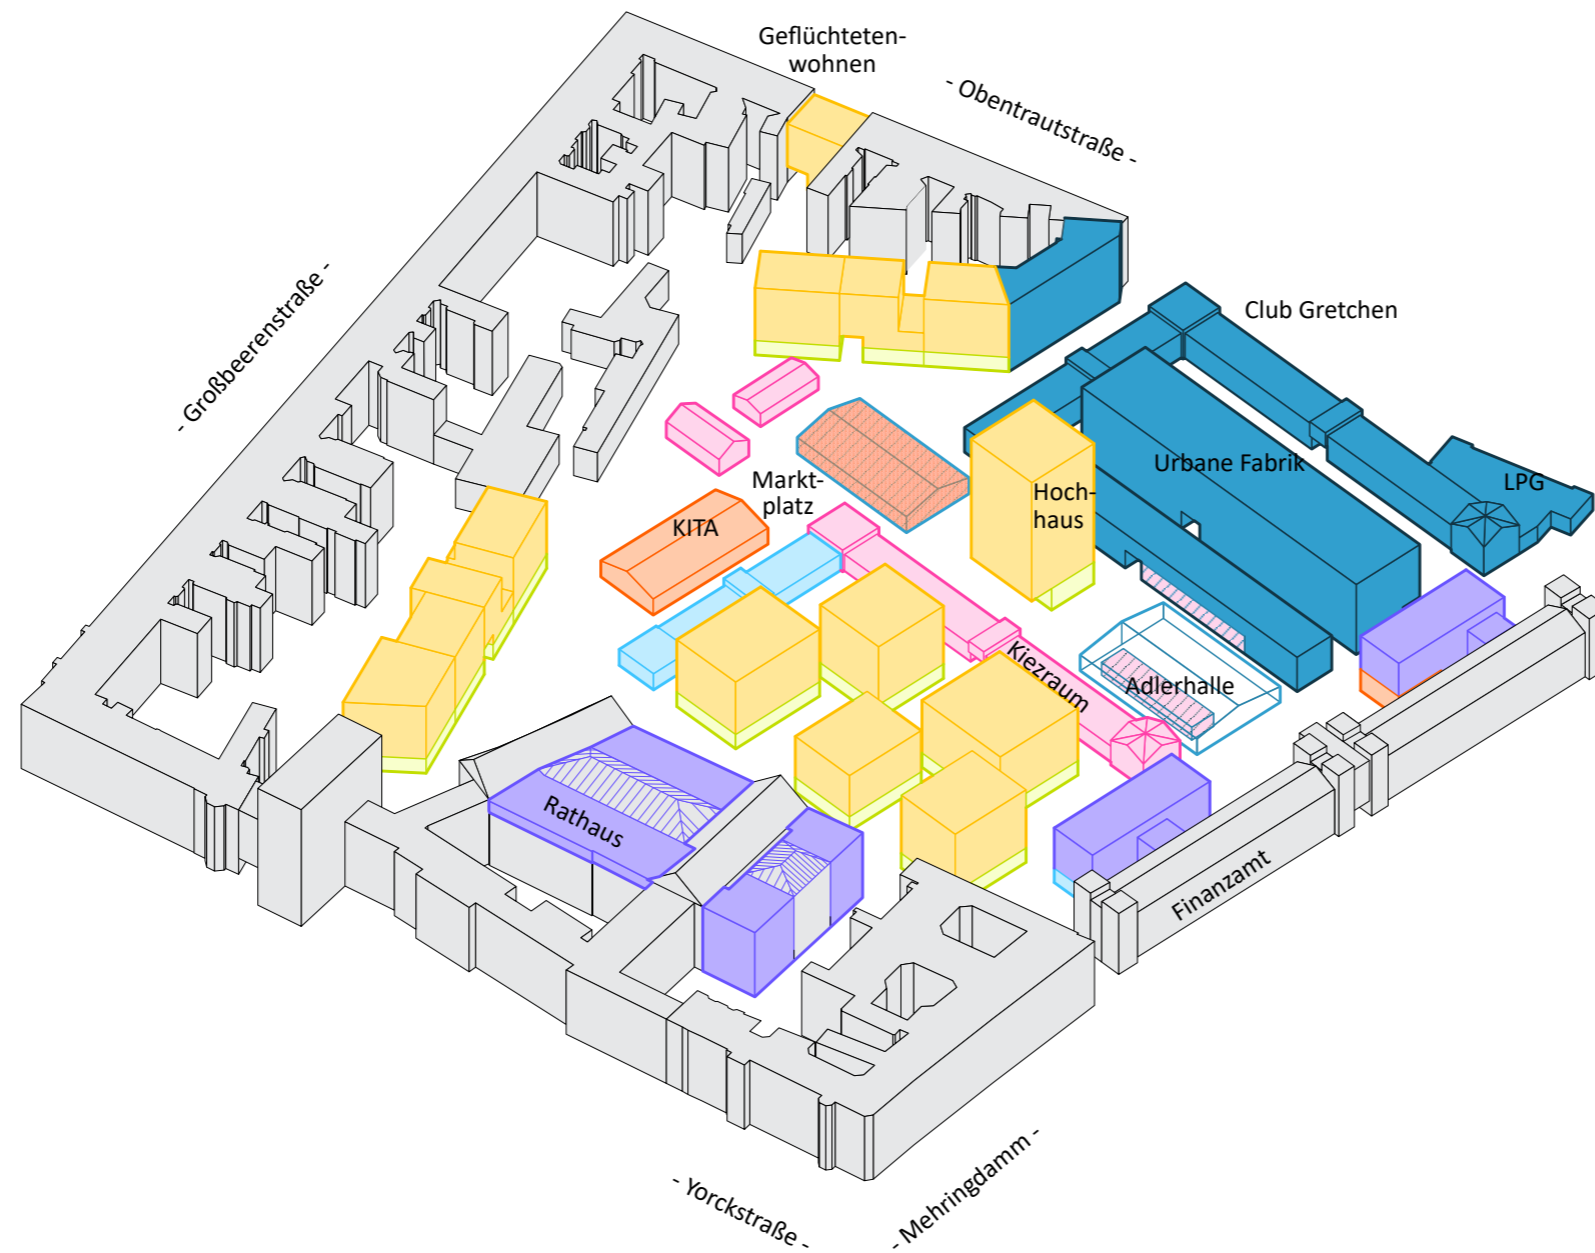 Geflüchteten-
wohnen
- Obentrautstraße -
- Großbeerenstraße -
Club Gretchen
Urbane Fabrik
LPG
Markt-
platz
Hoch-
haus
KITA
Kiezraum
Adlerhalle
Rathaus
Finanzamt
- Yorckstraße -
- Mehringdamm -